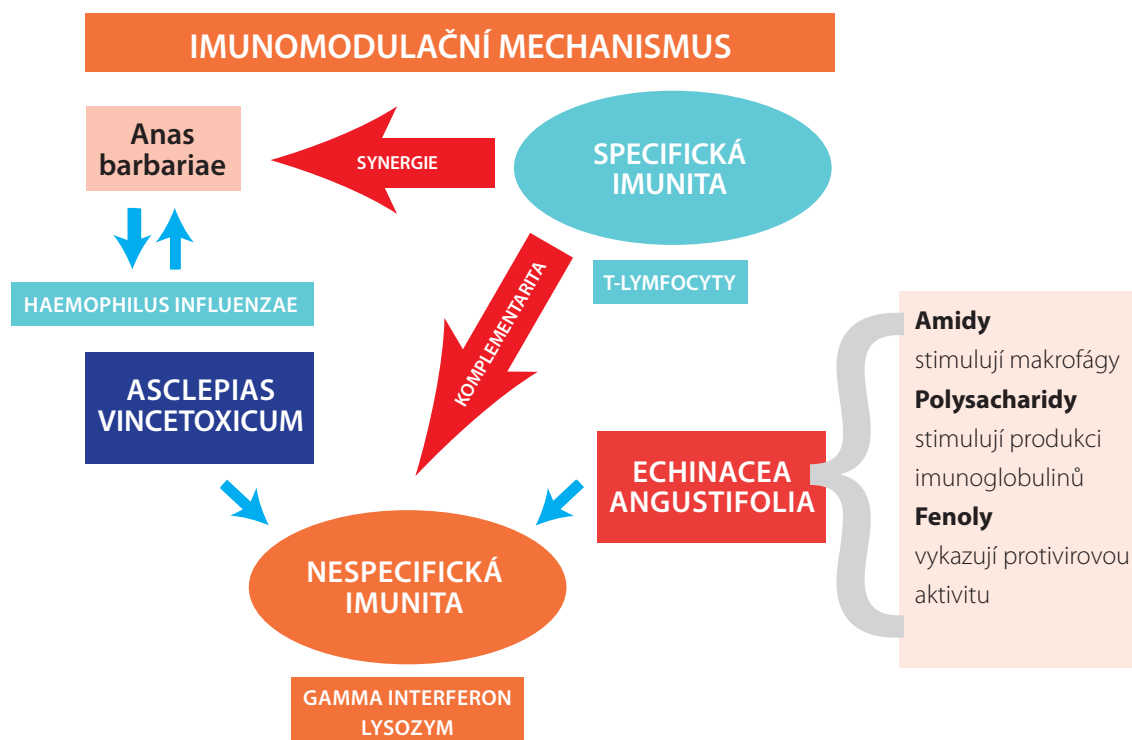 IMUNOMODULAČNÍ MECHANISMUS
Anas
barbariae
SYNERGIE
SPECIFICKÁ
IMUNITA
T-LYMFOCYTY
HAEMOPHILUS INFLUENZAE
KOMPLEMENTARITA
ASCLEPIAS
VINCETOXICUM
ECHINACEA
ANGUSTIFOLIA
Amidy
stimulují makrofágy
Polysacharidy
stimulují produkci
imunoglobulinů
Fenoly
vykazují protivirovou
aktivitu
NESPECIFICKÁ
IMUNITA
GAMMA INTERFERON
LYSOZYM